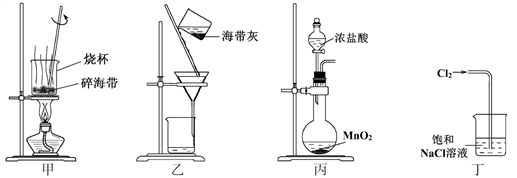 烧杯
碎海带
甲
海带灰
乙
浓盐酸
MnO₂
丙
Cl₂
饱和
NaCl溶液
丁